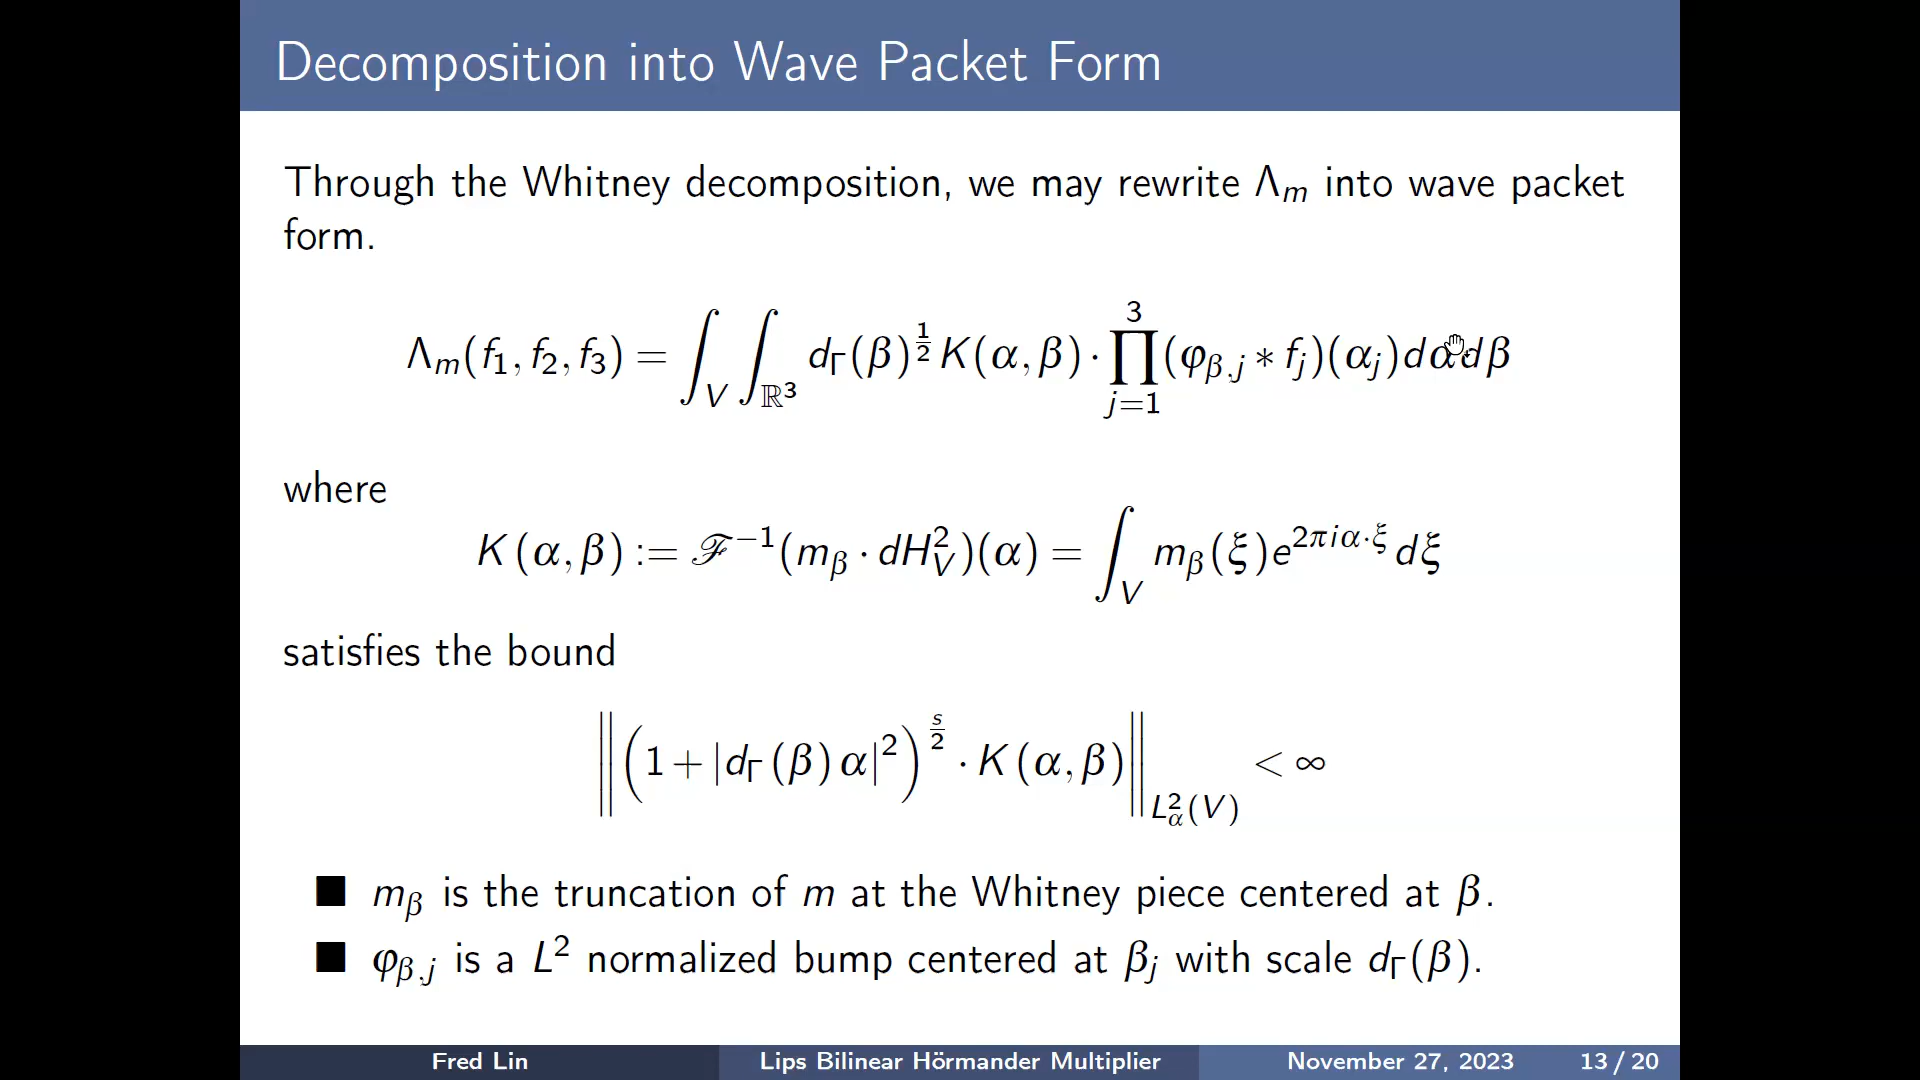 Decomposition into Wave Packet Form
Through the Whitney decomposition, we may rewrite Λ_m into wave packet
form.
Λ_m(f_1, f_2, f_3) = ∫_V ∫_{ℝ^3} d_Γ(β)^{1/2} K(α, β) · ∏_{j=1}^{3} (φ_{β,j} ∗ f_j)(α_j) dα dβ
where
K(α, β) := ℱ^{−1}(m_β · dH_V^2)(α) = ∫_V m_β(ξ) e^{2πiα·ξ} dξ
satisfies the bound
‖(1 + |d_Γ(β) α|^2)^{s/2} · K(α, β)‖_{L_α^2(V)} < ∞
■ m_β is the truncation of m at the Whitney piece centered at β.
■ φ_{β,j} is a L^2 normalized bump centered at β_j with scale d_Γ(β).
Fred Lin Lips Bilinear Hörmander Multiplier November 27, 2023 13 / 20